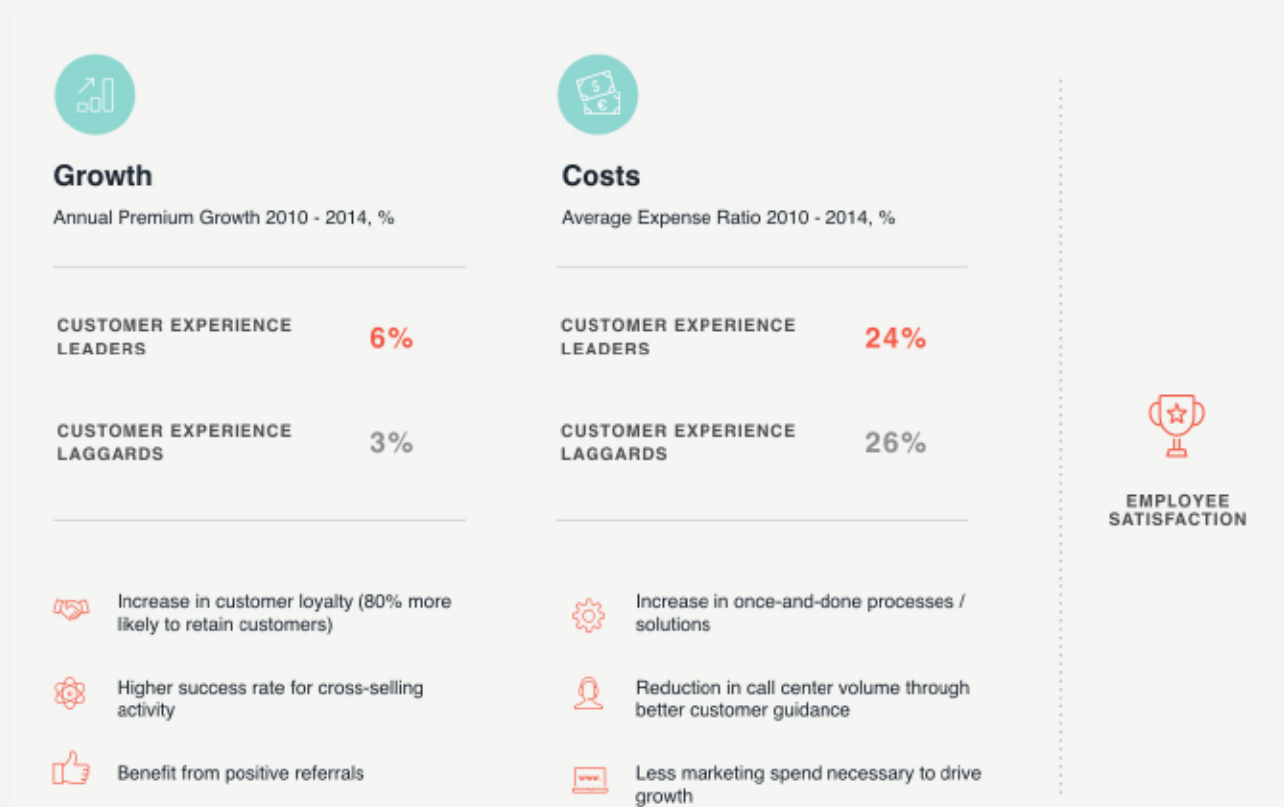 Growth
Annual Premium Growth 2010 - 2014, %
CUSTOMER EXPERIENCE
LEADERS
6%
CUSTOMER EXPERIENCE
LAGGARDS
3%
Increase in customer loyalty (80% more
likely to retain customers)
Higher success rate for cross-selling
activity
Benefit from positive referrals
$
€
Costs
Average Expense Ratio 2010 - 2014, %
CUSTOMER EXPERIENCE
LEADERS
24%
CUSTOMER EXPERIENCE
LAGGARDS
26%
Increase in once-and-done processes /
solutions
Reduction in call center volume through
better customer guidance
www.
Less marketing spend necessary to drive
growth
EMPLOYEE
SATISFACTION